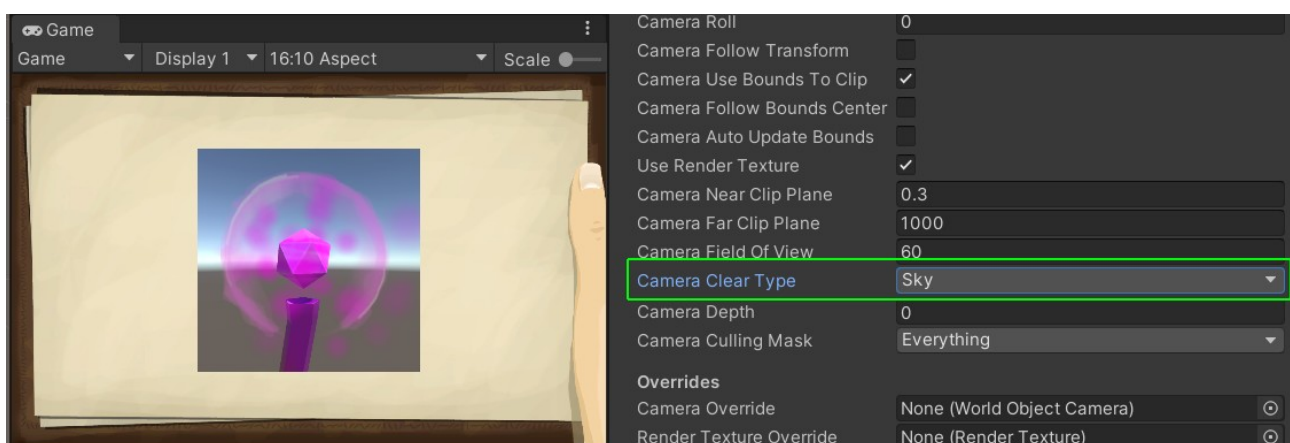 Game
Game Display 1 16:10 Aspect Scale
Camera Roll 0
Camera Follow Transform
Camera Use Bounds To Clip
Camera Follow Bounds Center
Camera Auto Update Bounds
Use Render Texture
Camera Near Clip Plane 0.3
Camera Far Clip Plane 1000
Camera Field Of View 60
Camera Clear Type Sky
Camera Depth 0
Camera Culling Mask Everything
Overrides
Camera Override None (World Object Camera)
Render Texture Override None (Render Texture)